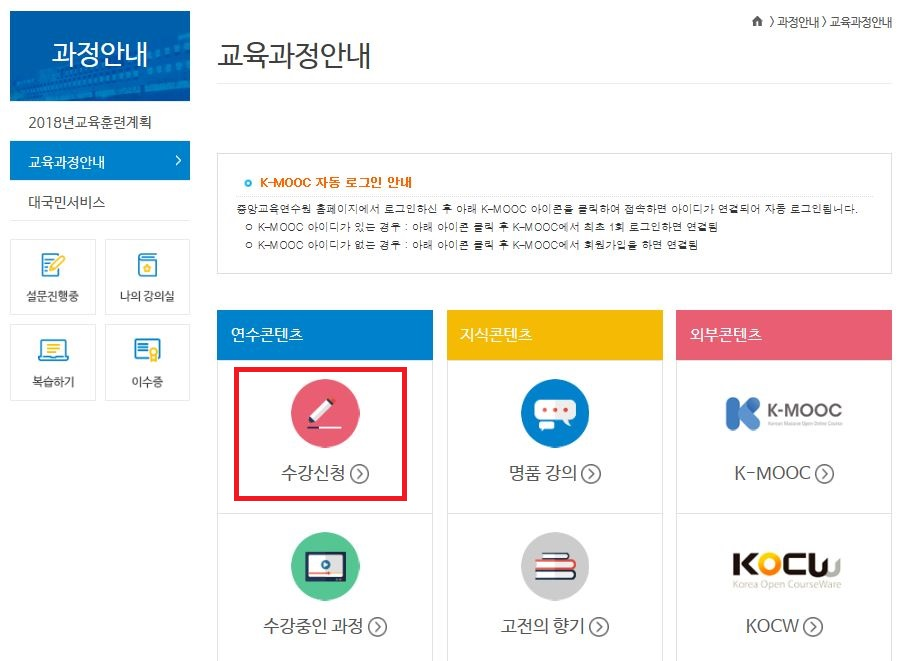 과정안내
2018년교육훈련계획
교육과정안내
대국민서비스
설문진행중
나의 강의실
복습하기
이수증
> 과정안내 > 교육과정안내
교육과정안내
K-MOOC 자동 로그인 안내
중앙교육연수원 홈페이지에서 로그인하신 후 아래 K-MOOC 아이콘을 클릭하여 접속하면 아이디가 연결되어 자동 로그인됩니다.
○ K-MOOC 아이디가 있는 경우 : 아래 아이콘 클릭 후 K-MOOC에서 최초 1회 로그인하면 연결됨
○ K-MOOC 아이디가 없는 경우 : 아래 아이콘 클릭 후 K-MOOC에서 회원가입을 하면 연결됨
연수콘텐츠
지식콘텐츠
외부콘텐츠
K-MOOC
Korean Massive Open Online Course
수강신청
명품 강의
K-MOOC
KOCW
Korea Open CourseWare
수강중인 과정
고전의 향기
KOCW